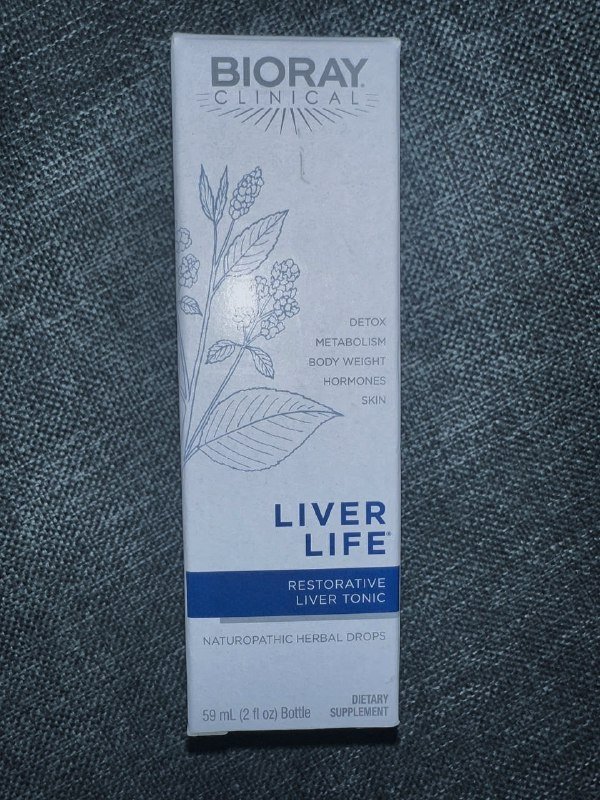 BIORAY®
CLINICAL
DETOX
METABOLISM
BODY WEIGHT
HORMONES
SKIN
LIVER
LIFE®
RESTORATIVE
LIVER TONIC
NATUROPATHIC HERBAL DROPS
59 mL (2 fl oz) Bottle
DIETARY
SUPPLEMENT